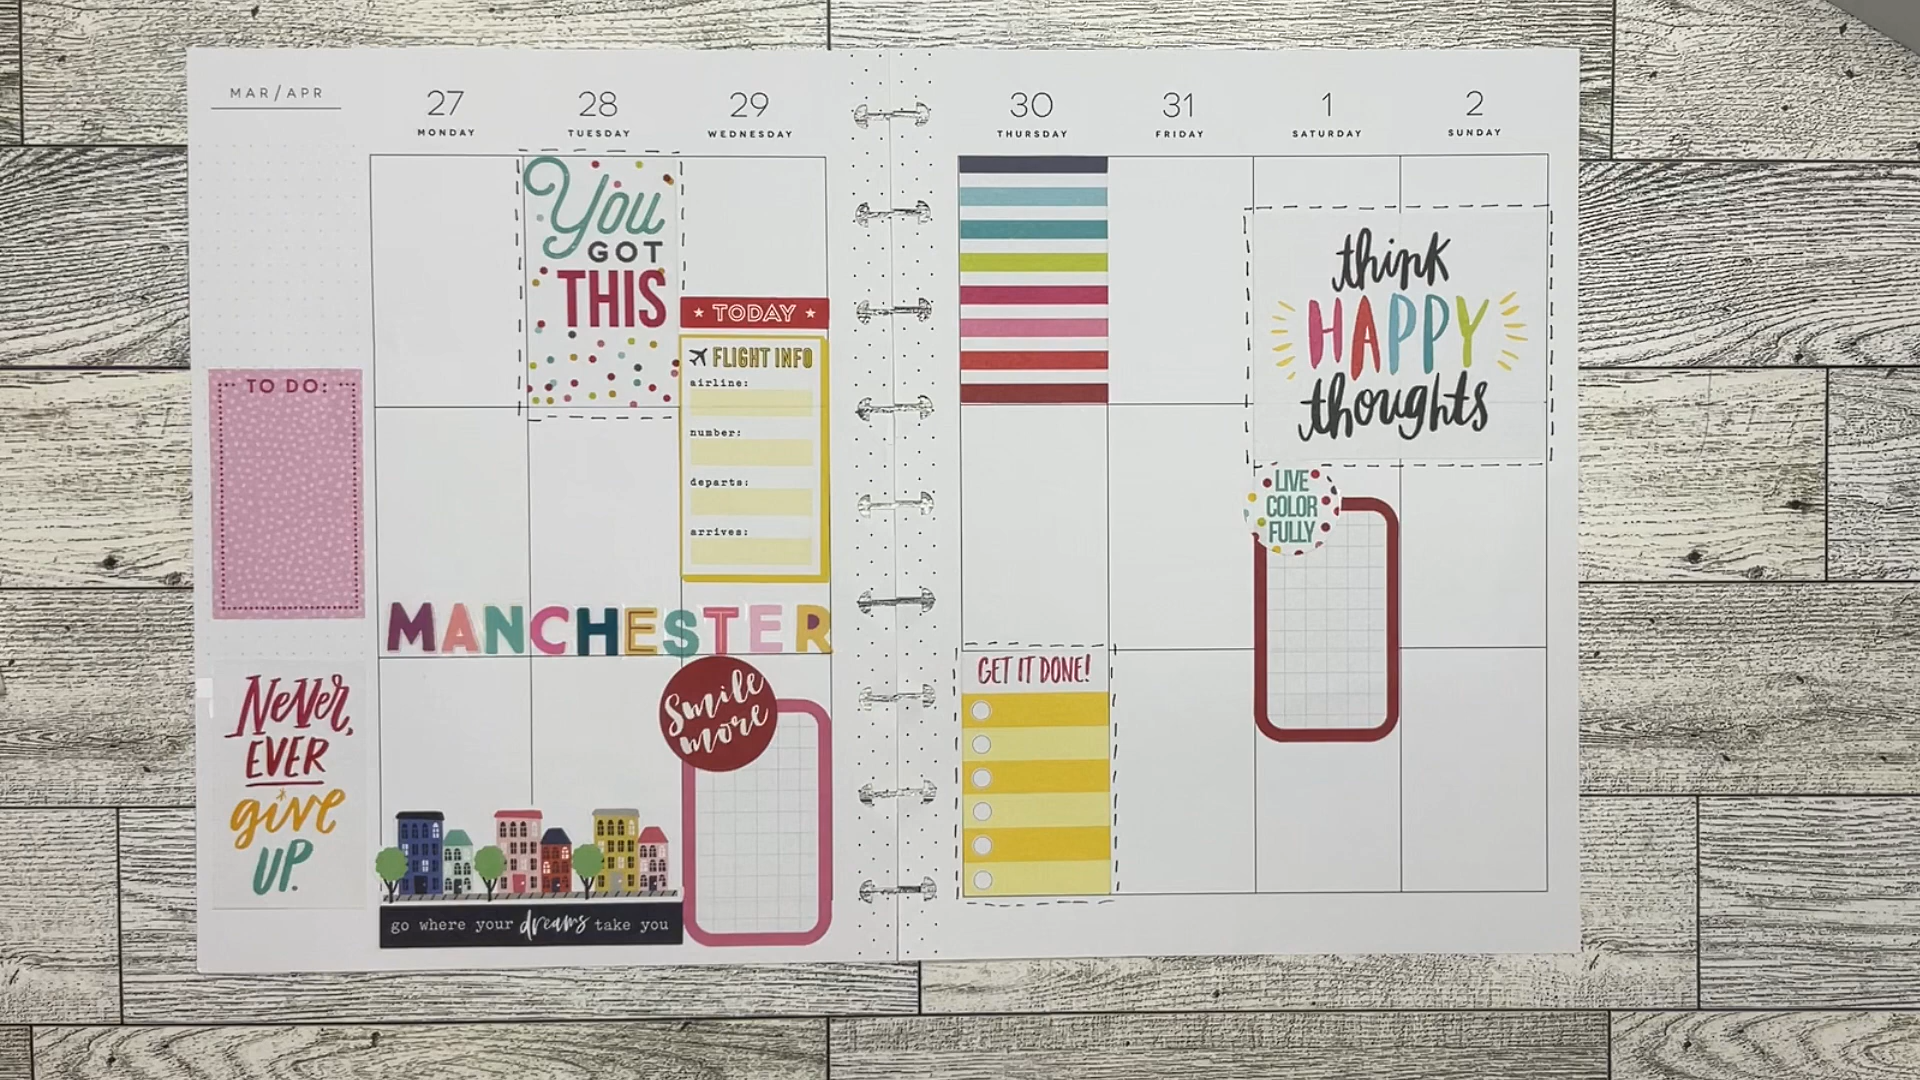 MAR/APR
27
MONDAY
28
TUESDAY
29
WEDNESDAY
30
THURSDAY
31
FRIDAY
1
SATURDAY
2
SUNDAY
TO DO:
NEVER,
EVER
give
UP.
You
GOT
THIS
TODAY
FLIGHT INFO
airline:
number:
departs:
arrives:
MANCHESTER
Smile
more
go where your dreams take you
GET IT DONE!
think
HAPPY
thoughts
LIVE
COLOR
FULLY